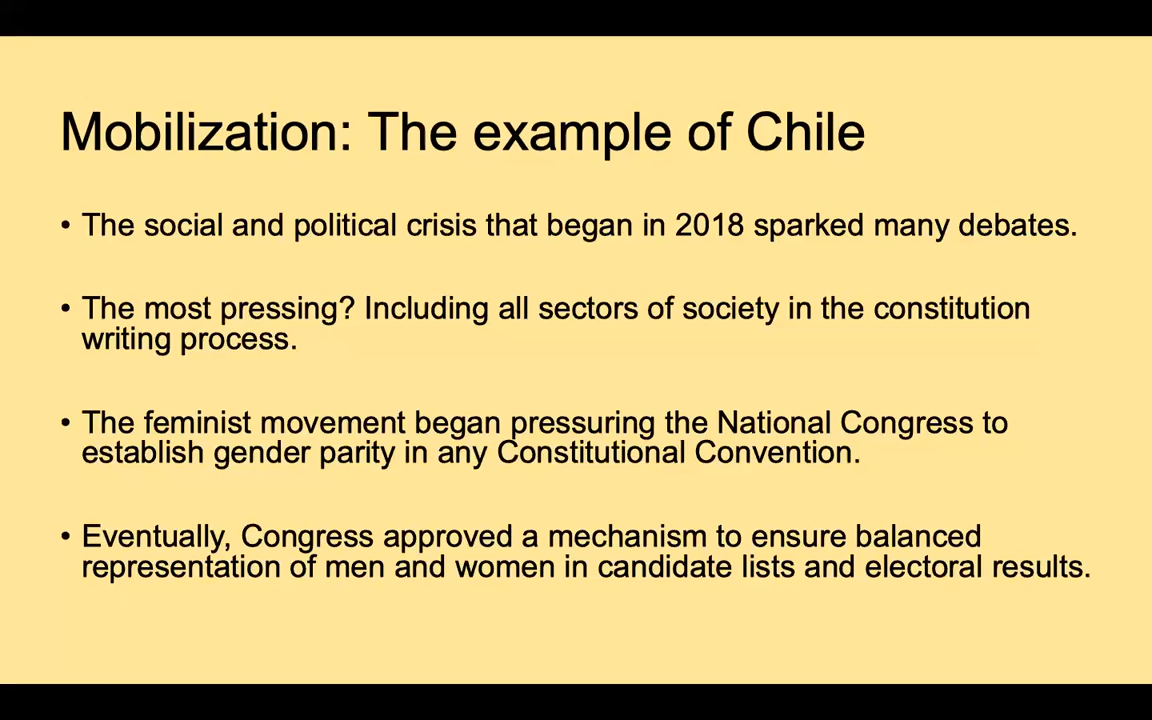 Mobilization: The example of Chile
• The social and political crisis that began in 2018 sparked many debates.
• The most pressing? Including all sectors of society in the constitution
writing process.
• The feminist movement began pressuring the National Congress to
establish gender parity in any Constitutional Convention.
• Eventually, Congress approved a mechanism to ensure balanced
representation of men and women in candidate lists and electoral results.